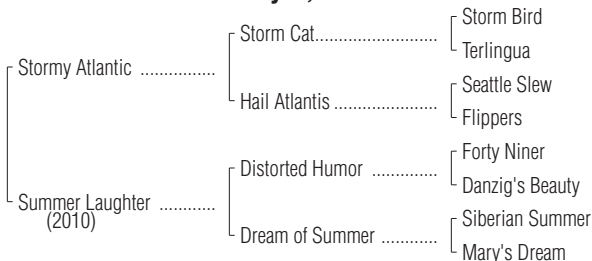 Storm Bird
Storm Cat........................
Terlingua
Stormy Atlantic ...............
Seattle Slew
Hail Atlantis .....................
Flippers
Forty Niner
Distorted Humor .............
Danzig's Beauty
Summer Laughter ...........
(2010)
Siberian Summer
Dream of Summer ...........
Mary's Dream